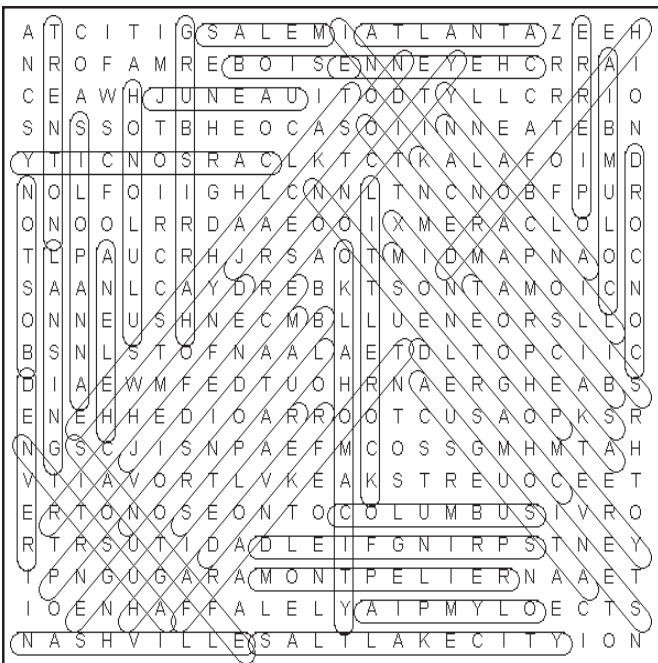 A T C I T I G S A L E M I A T L A N T A Z E E H
N R O F A M R E B O I S E N N E Y E H C R R A I
C E A W H J U N E A U I T O D T Y L L C R R I O
S N S S O T B H E O C A S O I I N N E A T E B N
Y T I C N O S R A C L K T C T K A L A F O I M D
N O L F O I I G H L C N N L T N C N O B F P U R
O N O O L R R D A A E O O I X M E R A C L O L O
T L P A U C R H J R S A O T M I D M A P N A O C
S A A N L C A Y D R E B K T S O N T A M O I C N
O N N E U S H N E C M B L L U E N E O R S L L O
B S N L S T O F N A A L A E T D L T O P C I I C
D I A E W M F E D T U O H R N A E R G H E A B S
E N E H H E D I O A R R O O T C U S A O P K S R
N G S C J I S N P A E F M C O S S G M H M T A H
V T I A V O R T L V K E A K S T R E U O C E E T
E R T O N O S E O N T O C O L U M B U S I V R O
R T R S U T I D A D L E I F G N I R P S T N E Y
T P N G U G A R A M O N T P E L I E R N A A E T
I O E N H A F F A L E L Y A I P M Y L O E C T S
N A S H V I L L E S A L T L A K E C I T Y I O N